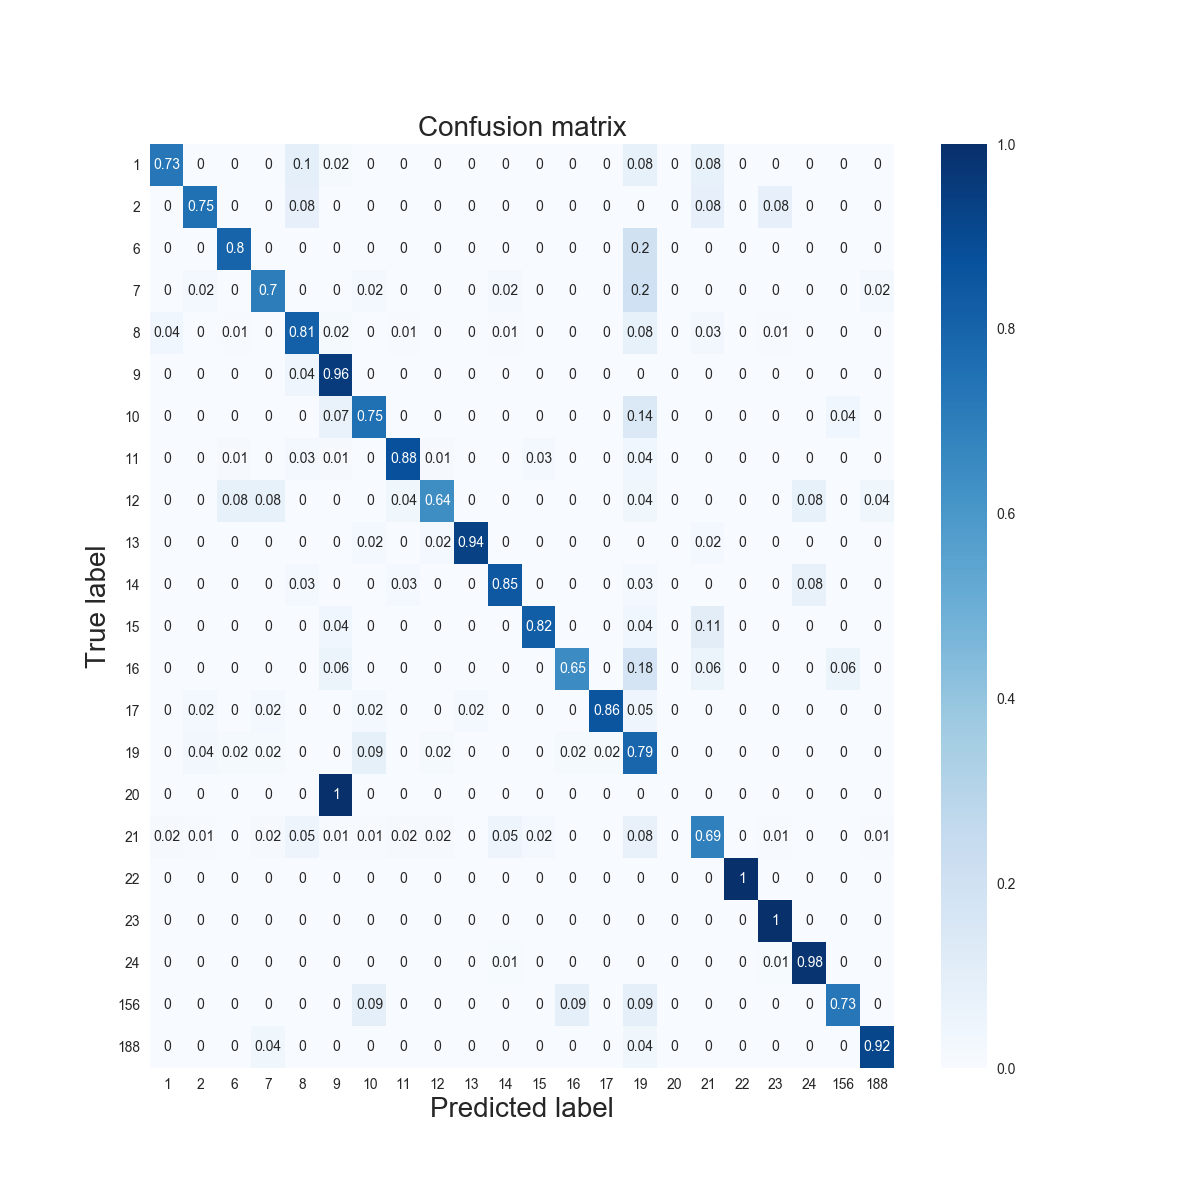 Confusion matrix
1 0.73 0 0 0 0.1 0.02 0 0 0 0 0 0 0 0 0.08 0 0.08 0 0 0 0 0 1.0
2 0 0.75 0 0 0.08 0 0 0 0 0 0 0 0 0 0 0 0.08 0 0.08 0 0 0
6 0 0 0.8 0 0 0 0 0 0 0 0 0 0 0 0.2 0 0 0 0 0 0 0
7 0 0.02 0 0.7 0 0 0.02 0 0 0 0.02 0 0 0 0.2 0 0 0 0 0 0 0.02
8 0.04 0 0.01 0 0.81 0.02 0 0.01 0 0 0.01 0 0 0 0.08 0 0.03 0 0.01 0 0 0 0.8
9 0 0 0 0 0.04 0.96 0 0 0 0 0 0 0 0 0 0 0 0 0 0 0 0
10 0 0 0 0 0 0.07 0.75 0 0 0 0 0 0 0 0.14 0 0 0 0 0 0.04 0
11 0 0 0.01 0 0.03 0.01 0 0.88 0.01 0 0 0.03 0 0 0.04 0 0 0 0 0 0 0
12 0 0 0.08 0.08 0 0 0 0.04 0.64 0 0 0 0 0 0.04 0 0 0 0 0.08 0 0.04 0.6
13 0 0 0 0 0 0 0.02 0 0.02 0.94 0 0 0 0 0 0 0.02 0 0 0 0 0
14 0 0 0 0 0.03 0 0 0.03 0 0 0.85 0 0 0 0.03 0 0 0 0 0.08 0 0
15 0 0 0 0 0 0.04 0 0 0 0 0 0.82 0 0 0.04 0 0.11 0 0 0 0 0
16 0 0 0 0 0 0.06 0 0 0 0 0 0 0.65 0 0.18 0 0.06 0 0 0 0.06 0
True label
17 0 0.02 0 0.02 0 0 0.02 0 0 0.02 0 0 0 0.86 0.05 0 0 0 0 0 0 0 0.4
19 0 0.04 0.02 0.02 0 0 0.09 0 0.02 0 0 0 0.02 0.02 0.79 0 0 0 0 0 0 0
20 0 0 0 0 0 1 0 0 0 0 0 0 0 0 0 0 0 0 0 0 0 0
21 0.02 0.01 0 0.02 0.05 0.01 0.01 0.02 0.02 0 0.05 0.02 0 0 0.08 0 0.69 0 0.01 0 0 0.01
22 0 0 0 0 0 0 0 0 0 0 0 0 0 0 0 0 0 1 0 0 0 0 0.2
23 0 0 0 0 0 0 0 0 0 0 0 0 0 0 0 0 0 0 1 0 0 0
24 0 0 0 0 0 0 0 0 0 0 0.01 0 0 0 0 0 0 0 0.01 0.98 0 0
156 0 0 0 0 0 0 0.09 0 0 0 0 0 0.09 0 0.09 0 0 0 0 0 0.73 0
188 0 0 0 0.04 0 0 0 0 0 0 0 0 0 0 0.04 0 0 0 0 0 0 0.92 0.0
1 2 6 7 8 9 10 11 12 13 14 15 16 17 19 20 21 22 23 24 156 188
Predicted label